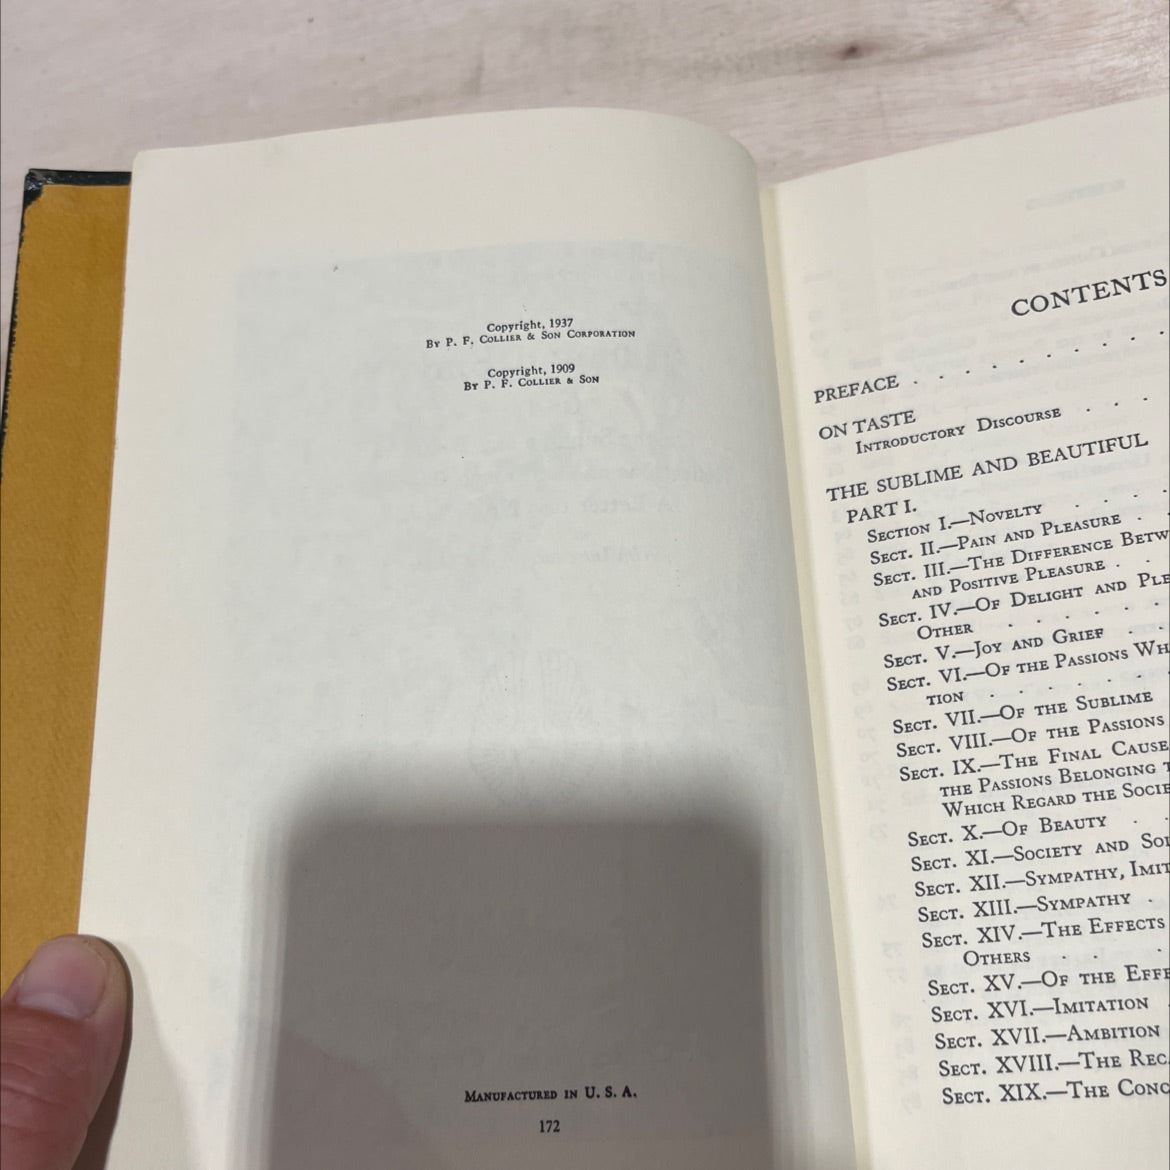 Copyright, 1937
By P. F. Collier & Son Corporation
Copyright, 1909
By P. F. Collier & Son
Manufactured in U. S. A.
172
CONTENTS
PREFACE . . . . . . . .
ON TASTE
Introductory Discourse . . .
THE SUBLIME AND BEAUTIFUL
PART I.
Section I.—Novelty . . .
Sect. II.—Pain and Pleasure . .
Sect. III.—The Difference Betw
and Positive Pleasure . .
Sect. IV.—Of Delight and Ple
Other . . . . .
Sect. V.—Joy and Grief . .
Sect. VI.—Of the Passions Wh
tion . . . . . .
Sect. VII.—Of the Sublime
Sect. VIII.—Of the Passions
Sect. IX.—The Final Cause
the Passions Belonging t
Which Regard the Socie
Sect. X.—Of Beauty . .
Sect. XI.—Society and Sol
Sect. XII.—Sympathy, Imit
Sect. XIII.—Sympathy .
Sect. XIV.—The Effects
Others . . .
Sect. XV.—Of the Effe
Sect. XVI.—Imitation
Sect. XVII.—Ambition
Sect. XVIII.—The Rec
Sect. XIX.—The Conc